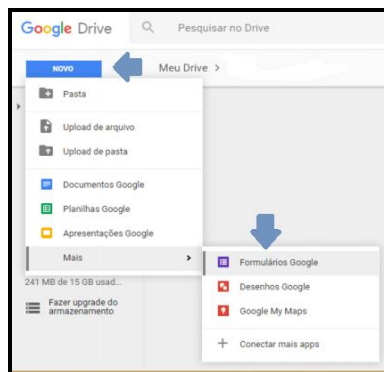 Google Drive
Pesquisar no Drive
NOVO
Meu Drive >
Pasta
Upload de arquivo
Upload de pasta
Documentos Google
Planilhas Google
Apresentações Google
Mais
Formulários Google
Desenhos Google
Google My Maps
Conectar mais apps
241 MB de 15 GB usad...
Fazer upgrade do
armazenamento